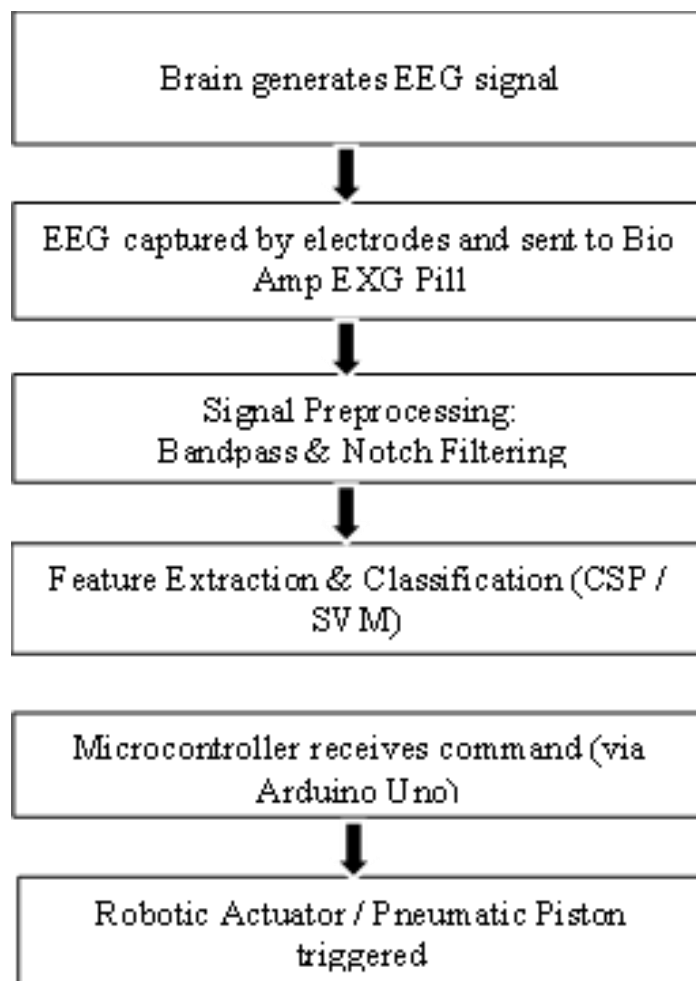 Brain generates EEG signal
EEG captured by electrodes and sent to Bio
Amp EXG Pill
Signal Preprocessing:
Bandpass & Notch Filtering
Feature Extraction & Classification (CSP /
SVM)
Microcontroller receives command (via
Arduino Uno)
Robotic Actuator / Pneumatic Piston
triggered